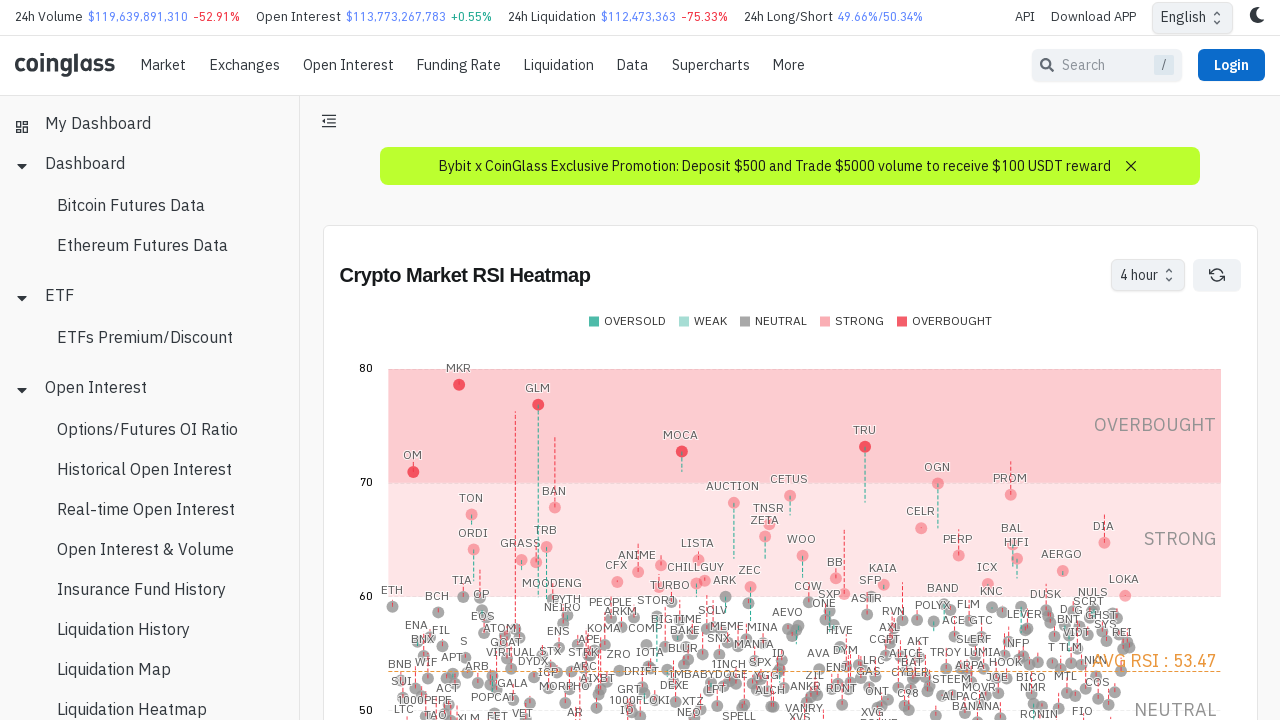 24h Volume $119,639,891,310 -52.91% Open Interest $113,773,267,783 +0.55% 24h Liquidation $112,473,363 -75.33% 24h Long/Short 49.66%/50.34% API Download APP English
coinglass Market Exchanges Open Interest Funding Rate Liquidation Data Supercharts More Search / Login
My Dashboard
Dashboard
Bitcoin Futures Data
Ethereum Futures Data
ETF
ETFs Premium/Discount
Open Interest
Options/Futures OI Ratio
Historical Open Interest
Real-time Open Interest
Open Interest & Volume
Insurance Fund History
Liquidation History
Liquidation Map
Liquidation Heatmap
Bybit x CoinGlass Exclusive Promotion: Deposit $500 and Trade $5000 volume to receive $100 USDT reward
Crypto Market RSI Heatmap 4 hour
OVERSOLD WEAK NEUTRAL STRONG OVERBOUGHT
80
MKR
GLM
OVERBOUGHT
MOCA TRU
OM
OGN
70
CETUS PROM
AUCTION
TON BAN
TNSR
CELR
ZETA
DIA
ORDI TRB BAL
STRONG
GRASS LISTA WOO PERP HIFI
ANIME AERGO
CFX CHILLGUY ZEC BB KAIA ICX
TIA MOODENG TURBO ARK SFP LOKA
ETH COW BAND KNC NULS
60
BCH OP PYTH STORJ SXP ASTR DUSK
NEIRO PEOPLE ONE POLYX FLM SCRT
ARKM SOLV AEVO RVN LEVER
EOS BIGTIME ACE GTC BNT SYS
ENA FIL ATOM ENS KOMA COMP BAKE MEME MINA HIVE AXL VIDT REI
BNX S GOAT APE SNX MANTA CGPT AKT SLERF NFP T TLM
APT VIRTUAL STX STRK ZRO IOTA BLUR ID AVA DYM ALICE TROY LUMIA
BNB WIF DYDX 1INCH SPX LRC BAT ARPA HOOK AVG RSI : 53.47
ARB ICP ARC DRIFT ZIL GAS CYBER
SUI GALA MORPHO AIXBT YGG STEEM JOE BICO MTL
ACT GRT DEXE ALCH ANKR RDNT ONT C98 MOVR NMR
1000PEPE POPCAT 1000FLOKI XTZ ALPACA
LTC VET AR NEO SPELL VANRY XVG BANANA RONIN FIO
50
NEUTRAL